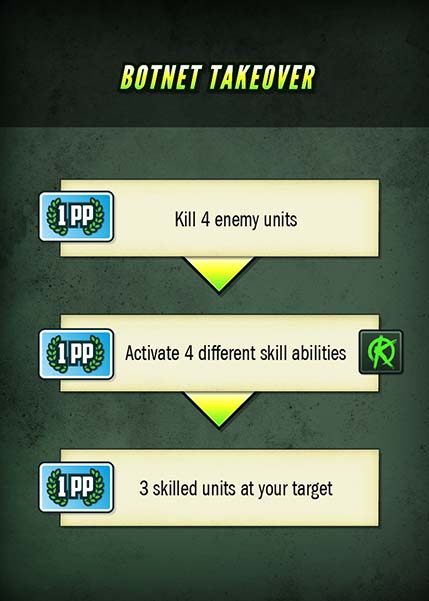 BOTNET TAKEOVER
1 PP
Kill 4 enemy units
1 PP
Activate 4 different skill abilities
1 PP
3 skilled units at your target